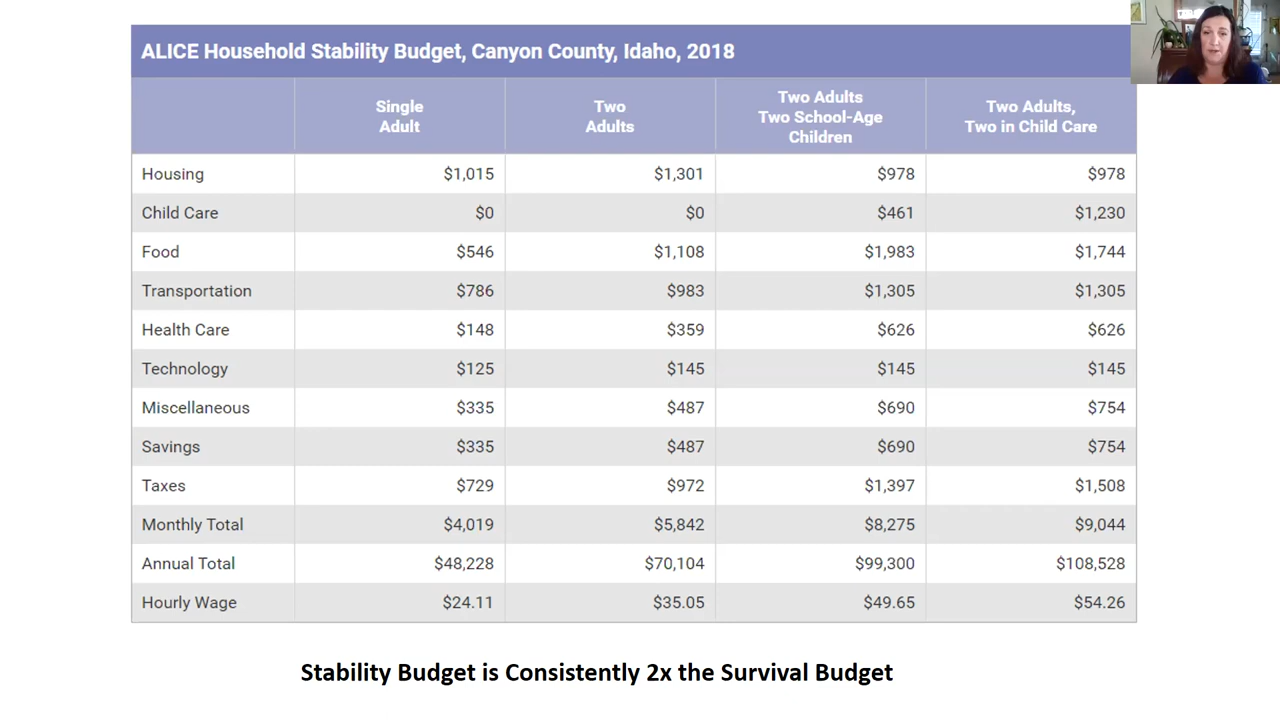 ALICE Household Stability Budget, Canyon County, Idaho, 2018
Single Adult Two Adults Two Adults Two School-Age Children Two Adults, Two in Child Care
Housing $1,015 $1,301 $978 $978
Child Care $0 $0 $461 $1,230
Food $546 $1,108 $1,983 $1,744
Transportation $786 $983 $1,305 $1,305
Health Care $148 $359 $626 $626
Technology $125 $145 $145 $145
Miscellaneous $335 $487 $690 $754
Savings $335 $487 $690 $754
Taxes $729 $972 $1,397 $1,508
Monthly Total $4,019 $5,842 $8,275 $9,044
Annual Total $48,228 $70,104 $99,300 $108,528
Hourly Wage $24.11 $35.05 $49.65 $54.26
Stability Budget is Consistently 2x the Survival Budget